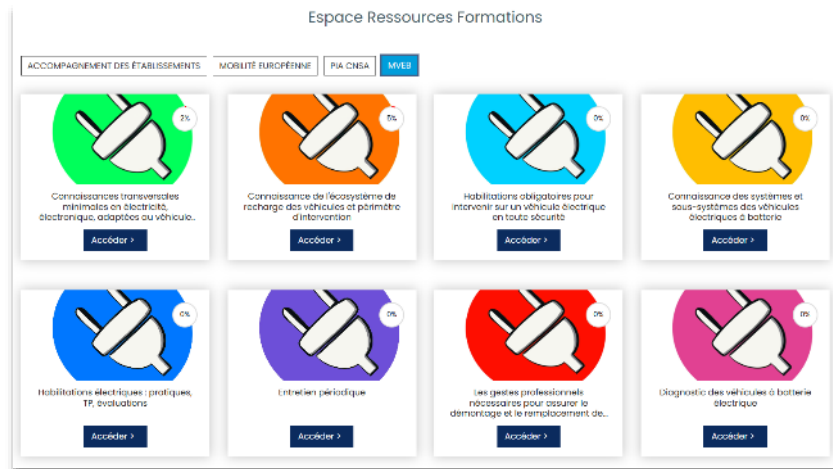 Espace Ressources Formations
ACCOMPAGNEMENT DES ÉTABLISSEMENTS MOBILITÉ EUROPÉENNE PIA CNSA MVEB
2% 5% 0% 0%
Connaissances transversales
minimales en électricité,
électronique, adaptées au véhicule..
Accéder >
Connaissance de l'écosystème de
recharge des véhicules et périmètre
d'intervention
Accéder >
Habilitations obligatoires pour
intervenir sur un véhicule électrique
en toute sécurité
Accéder >
Connaissance des systèmes et
sous-systèmes des véhicules
électriques à batterie
Accéder >
0% 0% 0% 0%
Habilitations électriques : pratiques,
TP, évaluations
Accéder >
Entretien périodique
Accéder >
Les gestes professionnels
nécessaires pour assurer le
démontage et le remplacement de...
Accéder >
Diagnostic des véhicules à batterie
électrique
Accéder >